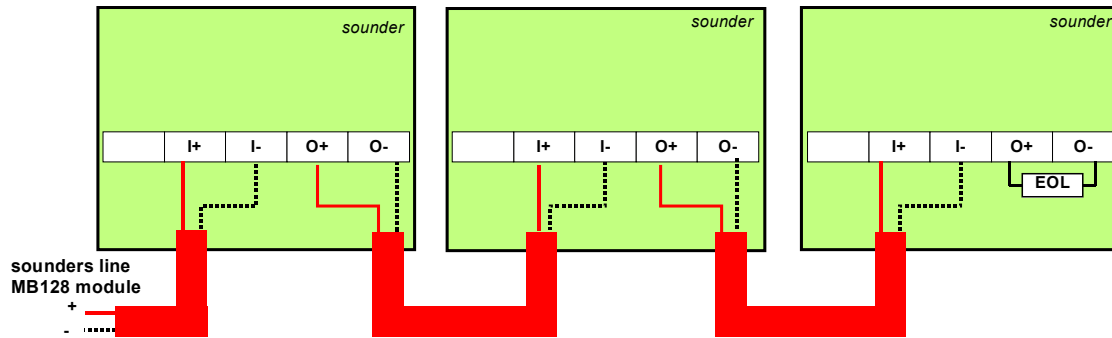 sounder
sounder
sounder
I+ I- O+ O-
I+ I- O+ O-
I+ I- O+ O-
EOL
sounders line
MB128 module
+
-